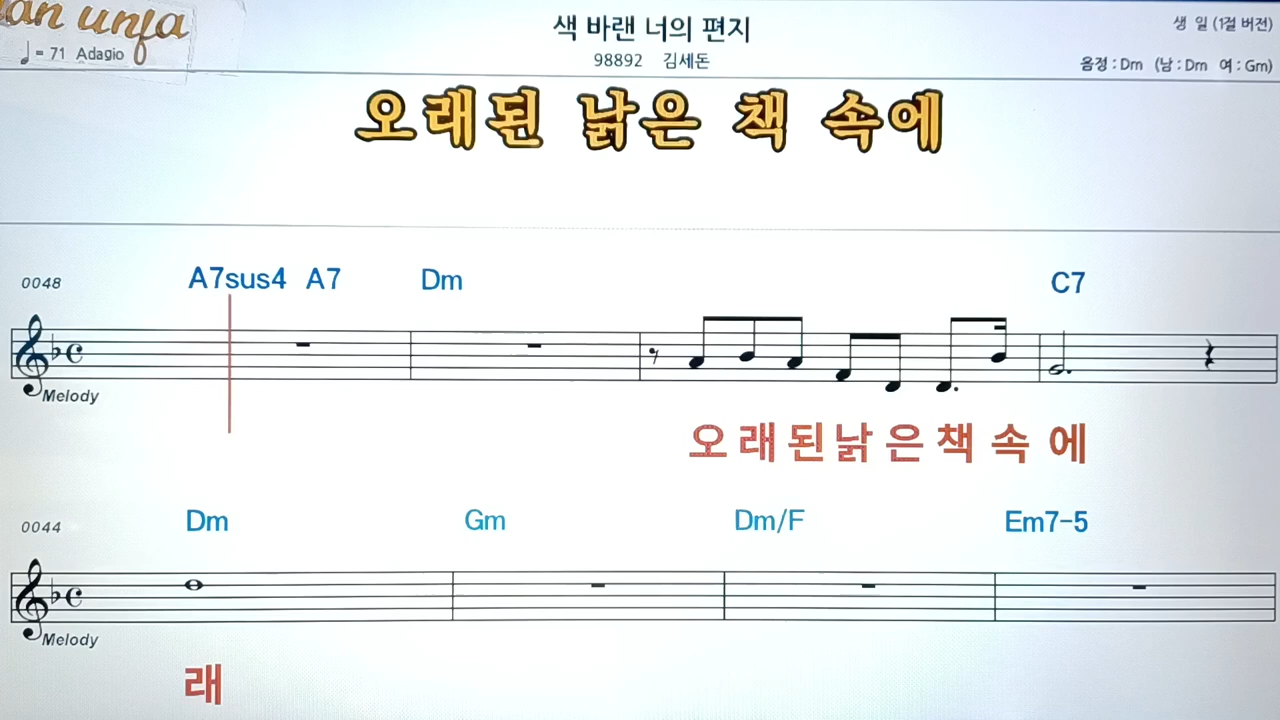 색 바랜 너의 편지
생 일 (1절 버전)
♩ = 71 Adagio
98892 김세돈
음정 : Dm (남 : Dm 여 : Gm)
오래된 낡은 책 속에
0048 A7sus4 A7 Dm C7
Melody
오 래 된 낡 은 책 속 에
0044 Dm Gm Dm/F Em7-5
Melody
래